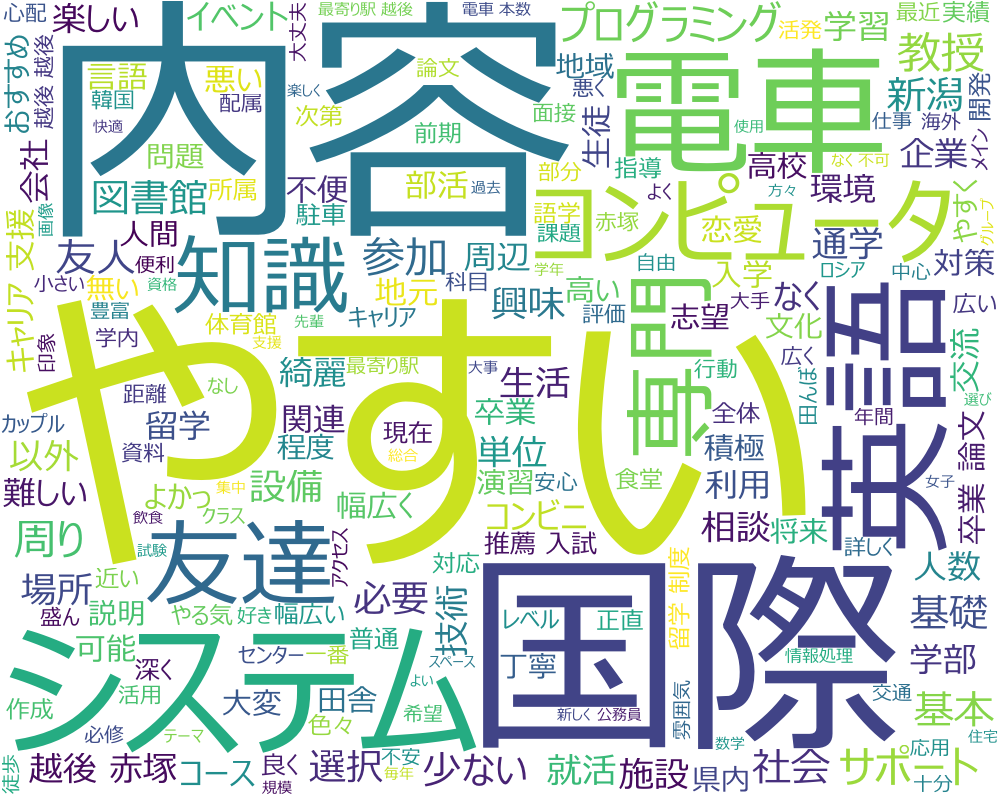 心配
楽しい
イベント
最寄り駅 越後
電車 本数
大丈夫
プログラミング
活発
学習
最近
実績
おすすめ
越後 越後
言語
韓国
快適
悪い
配属
楽しく
内容
論文
次第
前期
地域
悪く
面接
電車
教授
新潟
仕事
海外
開発
メイン
使用
なく
不可
会社
問題
所属
図書館
画像
不便
駐車
部活
過去
部分
生徒
指導
高校
環境
企業
よく
方々
やすく
グループ
支援
キャリア
友人
人間
便利
小さい
無い
豊富
資格
知識
参加
周辺
語学
課題
赤塚
コンピュータ
恋愛
通学
ロシア
中心
対策
科目
学年
自由
入学
興味
高い
評価
志望
大手
なく
文化
広い
印象
学内
体育館
支援
先輩
地元
キャリア
専門
行動
広く
田んぼ
英語
交流
選び
カップル
距離
なし
綺麗
最寄り駅
大事
生活
卒業
関連
現在
程度
総合
単位
全体
積極
年間
以外
留学
資料
やすい
難しい
よかっ
集中
クラス
飲食
設備
幅広く
演習
安心
食堂
利用
コンビニ
女子
卒業 論文
周り
試験
アクセス
友達
推薦 入試
相談
将来
詳しく
場所
近い
盛ん
説明
やる気
好き
幅広い
必要
対応
技術
レベル
正直
留学 制度
国際
人数
基礎
可能
深く
システム
センター
一番
普通
スペース
丁寧
情報処理
学部
作成
活用
大変
田舎
色々
よい
希望
新しく
公務員
雰囲気
交通
基本
必修
テーマ
数学
応用
住宅
徒歩
越後 赤塚
コース
良く
規模
選択
不安
毎年
少ない
就活
施設
県内
社会
サポート
十分